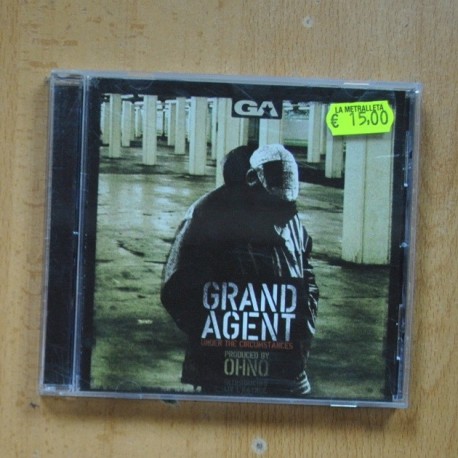 GA
LA METRALLETA
€ 15,00
GRAND
AGENT
UNDER THE CIRCUMSTANCES
PRODUCED BY
OHNO